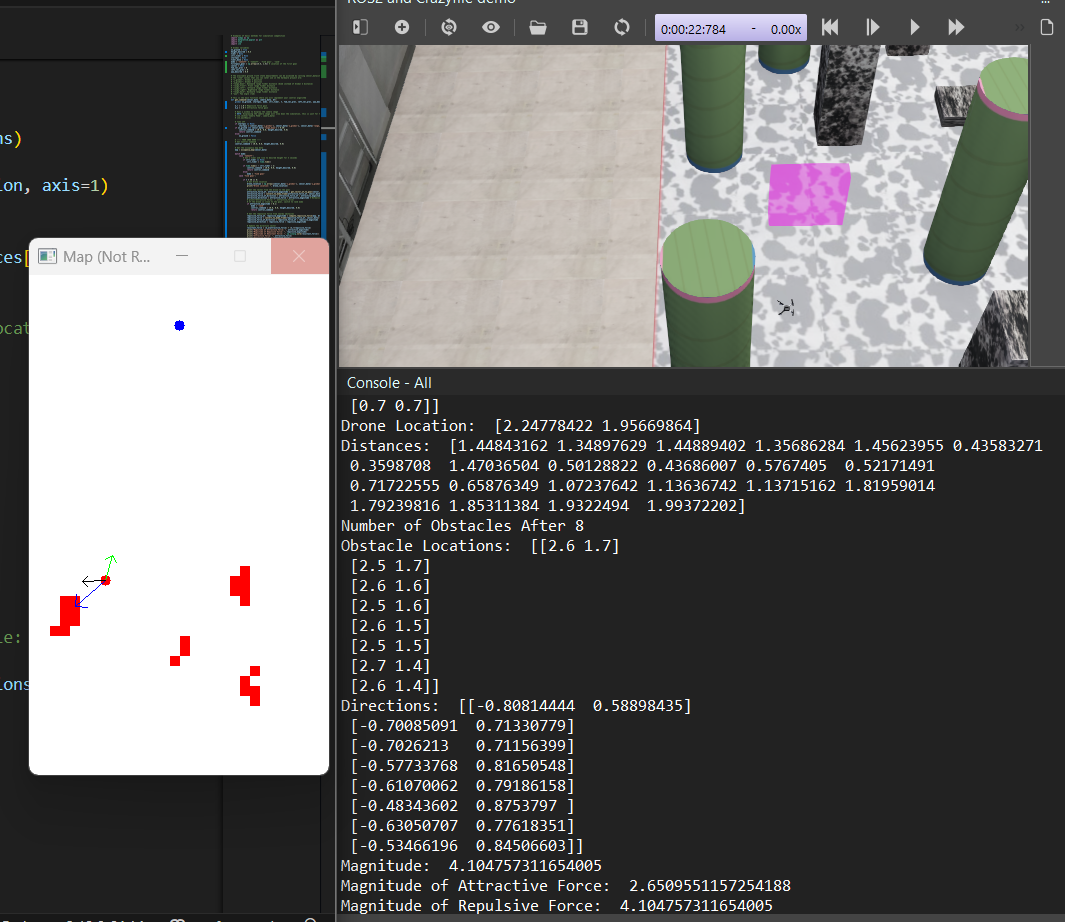 ROS2 and Crazyflie demo
0:00:22:784 - 0.00x
ns)
ion, axis=1)
ces[
ocat
le:
ions
Map (Not R...
Console - All
[0.7 0.7]]
Drone Location:  [2.24778422 1.95669864]
Distances:  [1.44843162 1.34897629 1.44889402 1.35686284 1.45623955 0.43583271
0.3598708  1.47036504 0.50128822 0.43686007 0.5767405  0.52171491
0.71722555 0.65876349 1.07237642 1.13636742 1.13715162 1.81959014
1.79239816 1.85311384 1.9322494  1.99372202]
Number of Obstacles After 8
Obstacle Locations:  [[2.6 1.7]
[2.5 1.7]
[2.6 1.6]
[2.5 1.6]
[2.6 1.5]
[2.5 1.5]
[2.7 1.4]
[2.6 1.4]]
Directions:  [[-0.80814444  0.58898435]
[-0.70085091  0.71330779]
[-0.7026213   0.71156399]
[-0.57733768  0.81650548]
[-0.61070062  0.79186158]
[-0.48343602  0.8753797 ]
[-0.63050707  0.77618351]
[-0.53466196  0.84506603]]
Magnitude:  4.104757311654005
Magnitude of Attractive Force:  2.6509551157254188
Magnitude of Repulsive Force:  4.104757311654005